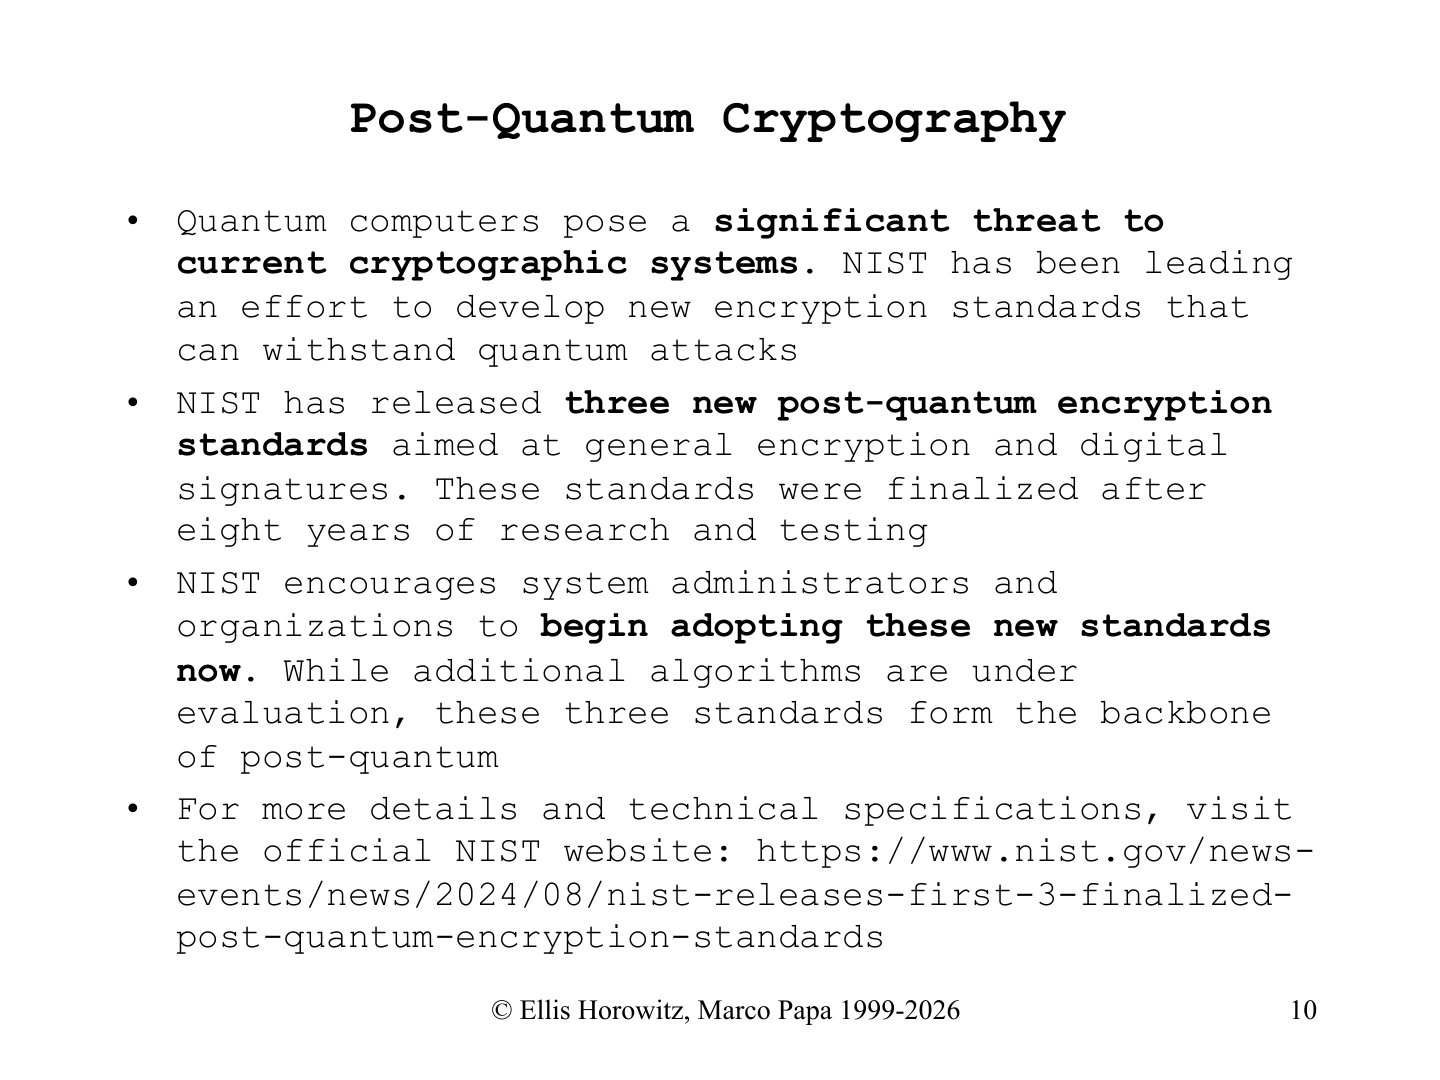 Post-Quantum Cryptography
• Quantum computers pose a significant threat to
current cryptographic systems. NIST has been leading
an effort to develop new encryption standards that
can withstand quantum attacks
• NIST has released three new post-quantum encryption
standards aimed at general encryption and digital
signatures. These standards were finalized after
eight years of research and testing
• NIST encourages system administrators and
organizations to begin adopting these new standards
now. While additional algorithms are under
evaluation, these three standards form the backbone
of post-quantum
• For more details and technical specifications, visit
the official NIST website: https://www.nist.gov/news-
events/news/2024/08/nist-releases-first-3-finalized-
post-quantum-encryption-standards
© Ellis Horowitz, Marco Papa 1999-2026
10